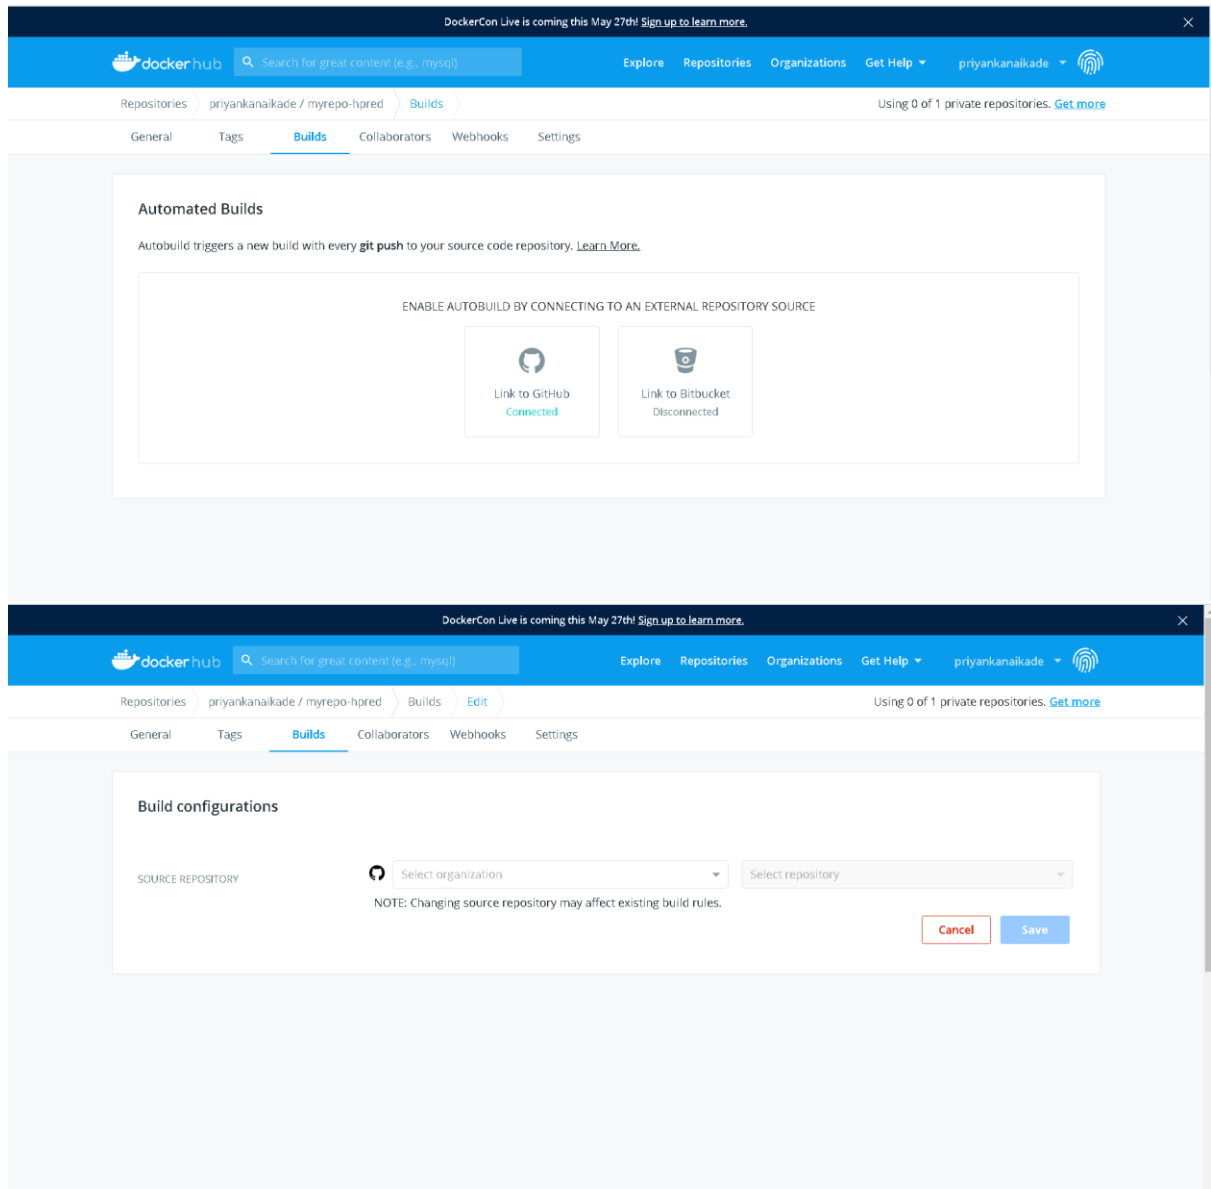 DockerCon Live is coming this May 27th! Sign up to learn more.
dockerhub Search for great content (e.g., mysql) Explore Repositories Organizations Get Help priyankanaikade
Repositories priyankanaikade / myrepo-hpred Builds Using 0 of 1 private repositories. Get more
General Tags Builds Collaborators Webhooks Settings
Automated Builds
Autobuild triggers a new build with every git push to your source code repository. Learn More.
ENABLE AUTOBUILD BY CONNECTING TO AN EXTERNAL REPOSITORY SOURCE
Link to GitHub Link to Bitbucket
Connected Disconnected
DockerCon Live is coming this May 27th! Sign up to learn more.
dockerhub Search for great content (e.g., mysql) Explore Repositories Organizations Get Help priyankanaikade
Repositories priyankanaikade / myrepo-hpred Builds Edit Using 0 of 1 private repositories. Get more
General Tags Builds Collaborators Webhooks Settings
Build configurations
SOURCE REPOSITORY Select organization Select repository
NOTE: Changing source repository may affect existing build rules.
Cancel Save